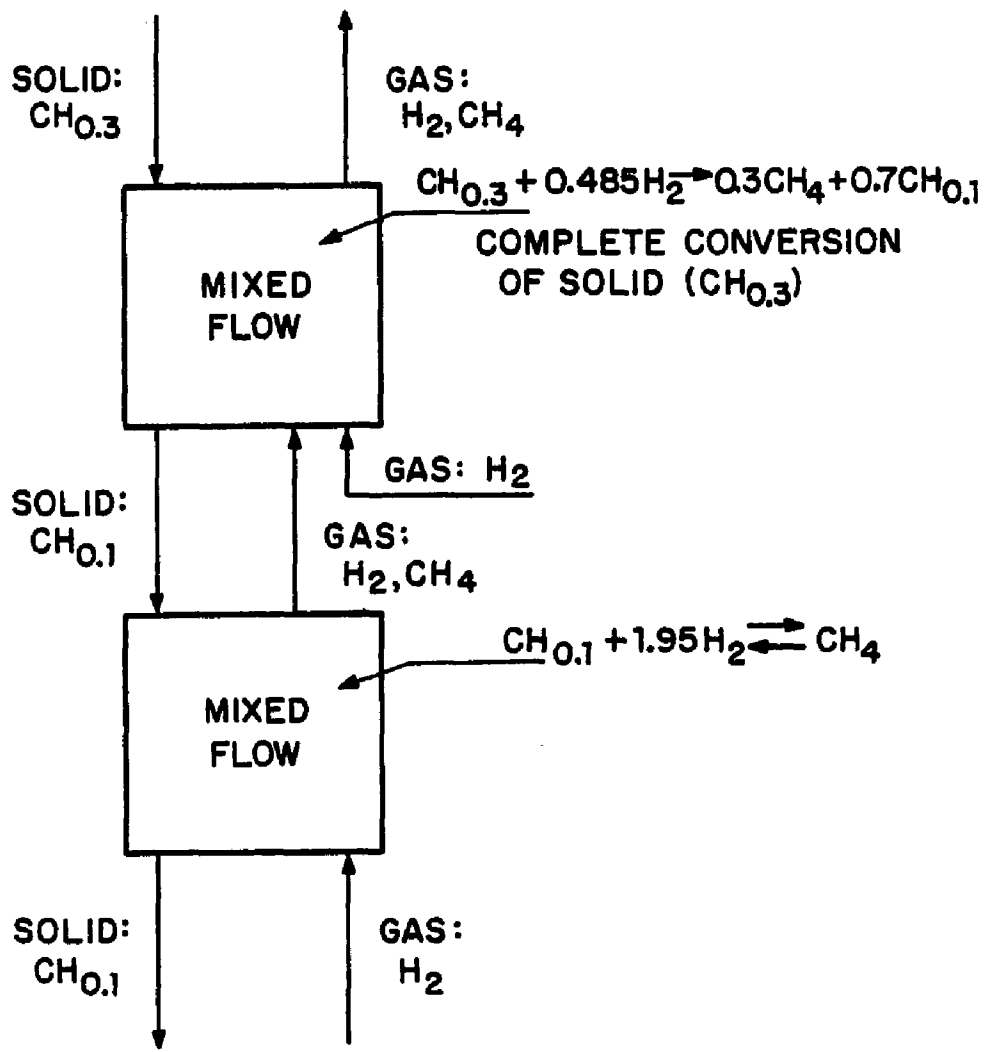 SOLID:
CH0.3
GAS:
H2,CH4
CH0.3 + 0.485H2 → 0.3CH4 + 0.7CH0.1
COMPLETE CONVERSION
OF SOLID (CH0.3)
MIXED
FLOW
GAS: H2
SOLID:
CH0.1
GAS:
H2,CH4
CH0.1 + 1.95H2 ⇄ CH4
MIXED
FLOW
SOLID:
CH0.1
GAS:
H2